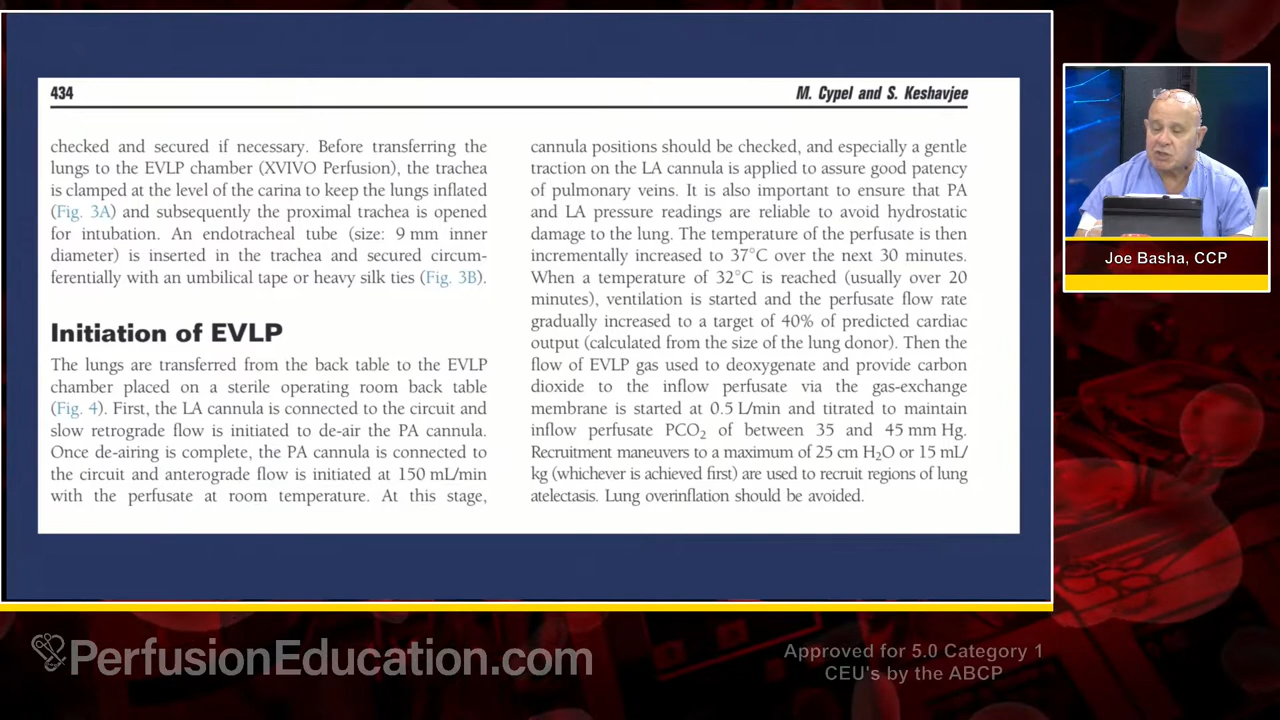 434
M. Cypel and S. Keshavjee
checked and secured if necessary. Before transferring the
lungs to the EVLP chamber (XVIVO Perfusion), the trachea
is clamped at the level of the carina to keep the lungs inflated
(Fig. 3A) and subsequently the proximal trachea is opened
for intubation. An endotracheal tube (size: 9 mm inner
diameter) is inserted in the trachea and secured circum-
ferentially with an umbilical tape or heavy silk ties (Fig. 3B).
Initiation of EVLP
The lungs are transferred from the back table to the EVLP
chamber placed on a sterile operating room back table
(Fig. 4). First, the LA cannula is connected to the circuit and
slow retrograde flow is initiated to de-air the PA cannula.
Once de-airing is complete, the PA cannula is connected to
the circuit and anterograde flow is initiated at 150 mL/min
with the perfusate at room temperature. At this stage,
cannula positions should be checked, and especially a gentle
traction on the LA cannula is applied to assure good patency
of pulmonary veins. It is also important to ensure that PA
and LA pressure readings are reliable to avoid hydrostatic
damage to the lung. The temperature of the perfusate is then
incrementally increased to 37°C over the next 30 minutes.
When a temperature of 32°C is reached (usually over 20
minutes), ventilation is started and the perfusate flow rate
gradually increased to a target of 40% of predicted cardiac
output (calculated from the size of the lung donor). Then the
flow of EVLP gas used to deoxygenate and provide carbon
dioxide to the inflow perfusate via the gas-exchange
membrane is started at 0.5 L/min and titrated to maintain
inflow perfusate PCO₂ of between 35 and 45 mm Hg.
Recruitment maneuvers to a maximum of 25 cm H₂O or 15 mL/
kg (whichever is achieved first) are used to recruit regions of lung
atelectasis. Lung overinflation should be avoided.
Joe Basha, CCP
PerfusionEducation.com
Approved for 5.0 Category 1
CEU's by the ABCP